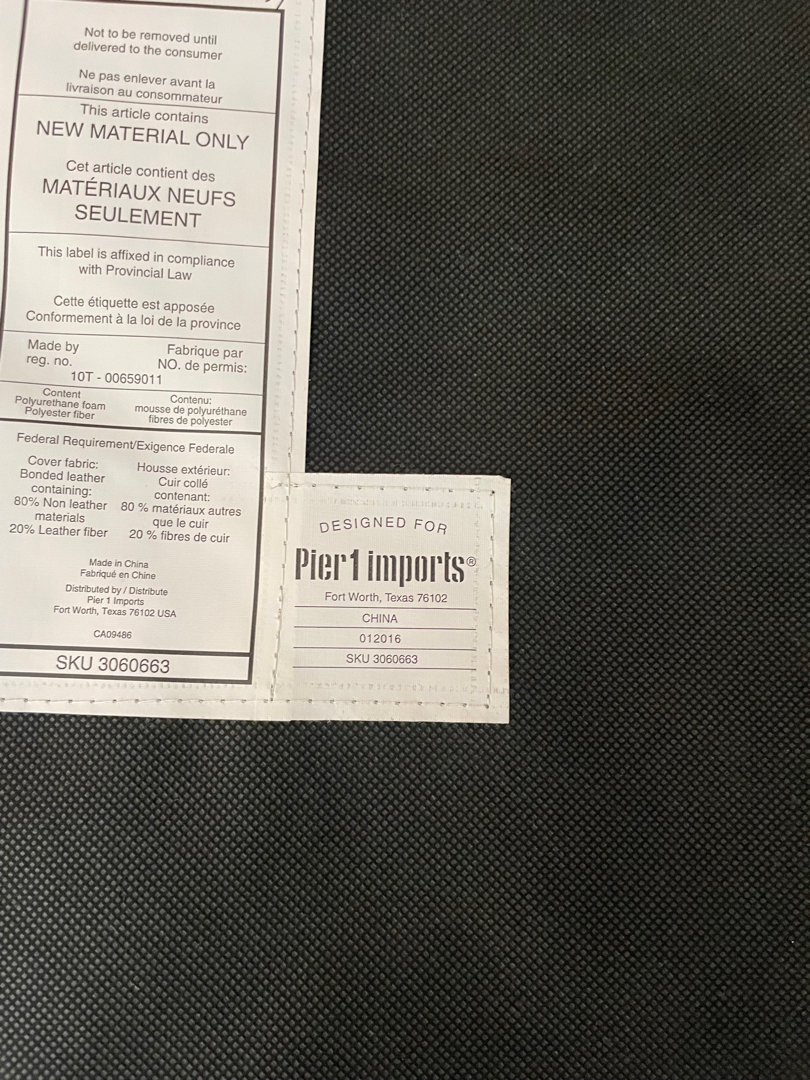 Not to be removed until
delivered to the consumer
Ne pas enlever avant la
livraison au consommateur
This article contains
NEW MATERIAL ONLY
Cet article contient des
MATÉRIAUX NEUFS
SEULEMENT
This label is affixed in compliance
with Provincial Law
Cette étiquette est apposée
Conformement à la loi de la province
Made by
reg. no.
Fabrique par
NO. de permis:
10T - 00659011
Content
Polyurethane foam
Polyester fiber
Contenu:
mousse de polyuréthane
fibres de polyester
Federal Requirement/Exigence Federale
Cover fabric:
Bonded leather
containing:
80% Non leather
materials
20% Leather fiber
Housse extérieur:
Cuir collé
contenant:
80 % matériaux autres
que le cuir
20 % fibres de cuir
Made in China
Fabriqué en Chine
Distributed by / Distribute
Pier 1 Imports
Fort Worth, Texas 76102 USA
CA09486
SKU 3060663
DESIGNED FOR
Pier1 imports®
Fort Worth, Texas 76102
CHINA
012016
SKU 3060663